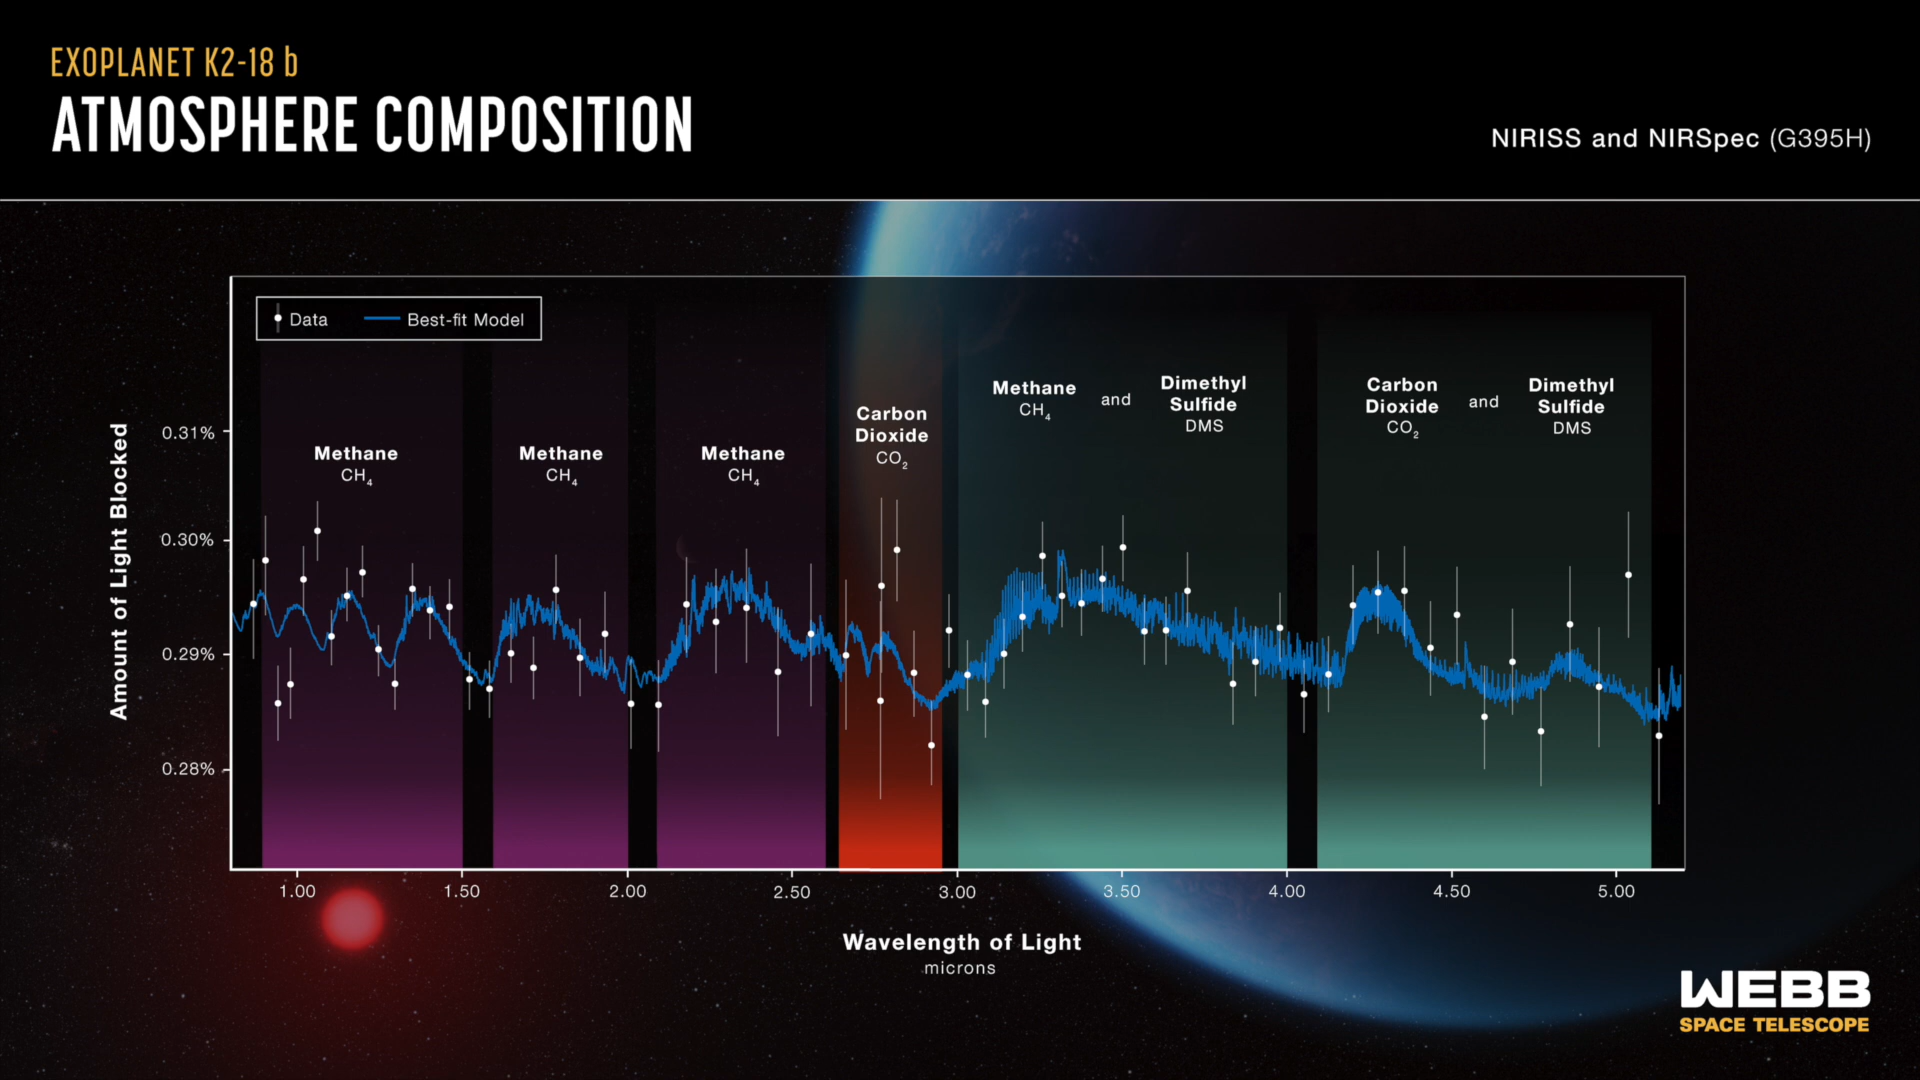 EXOPLANET K2-18 b
ATMOSPHERE COMPOSITION
NIRISS and NIRSpec (G395H)
Data
Best-fit Model
Methane
CH₄
Methane
CH₄
Methane
CH₄
Carbon
Dioxide
CO₂
Methane
CH₄
and
Dimethyl
Sulfide
DMS
Carbon
Dioxide
CO₂
and
Dimethyl
Sulfide
DMS
Amount of Light Blocked
0.31%
0.30%
0.29%
0.28%
1.00 1.50 2.00 2.50 3.00 3.50 4.00 4.50 5.00
Wavelength of Light
microns
WEBB
SPACE TELESCOPE